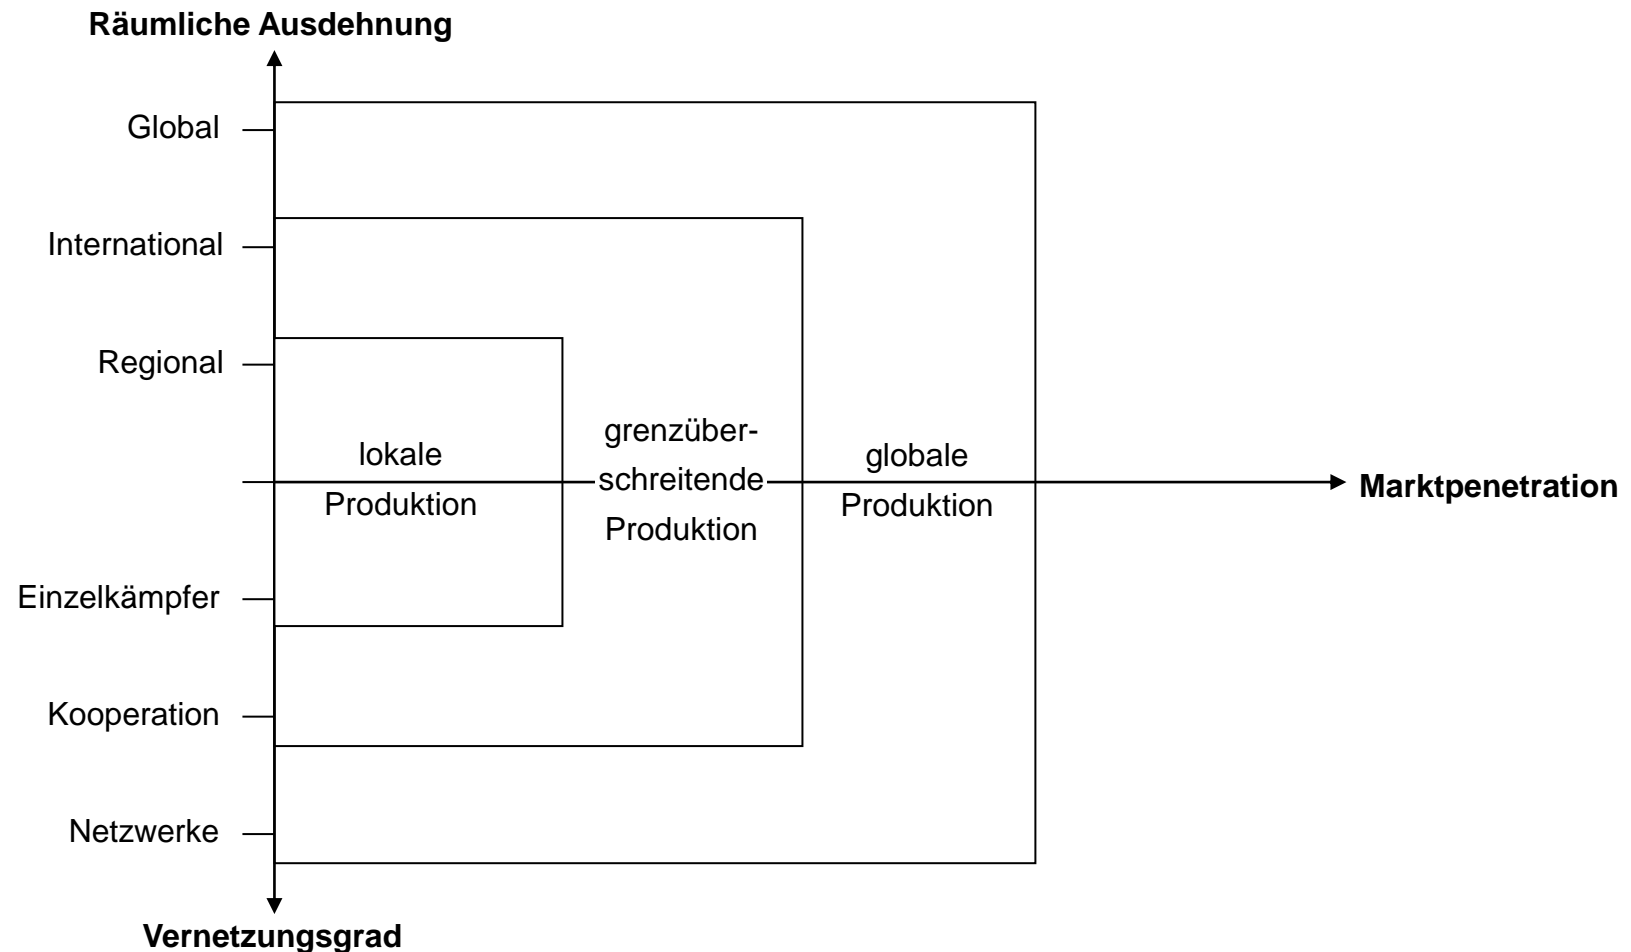 Räumliche Ausdehnung
Global
International
Regional
lokale
Produktion
grenzüber-
schreitende
Produktion
globale
Produktion
Marktpenetration
Einzelkämpfer
Kooperation
Netzwerke
Vernetzungsgrad